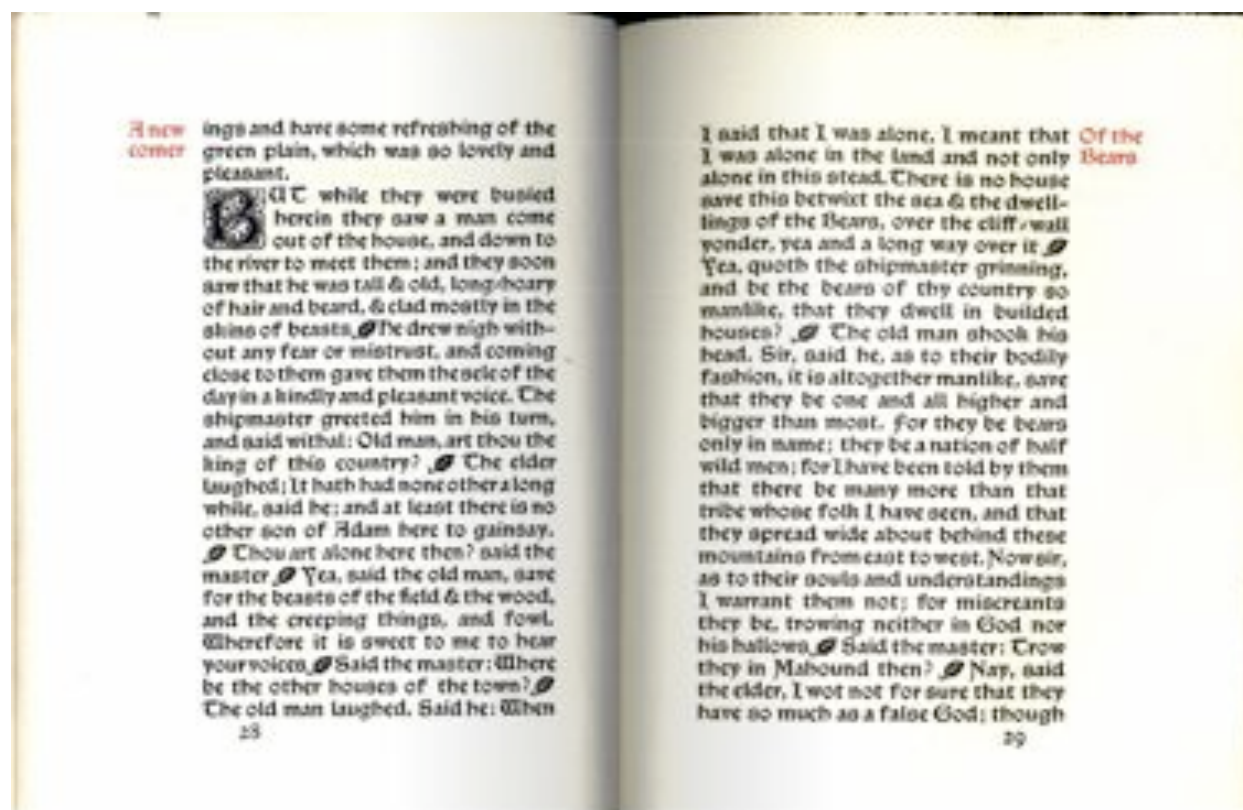 A new
comer
ings and have some refreshing of the
green plain, which was so lovely and
pleasant.
BUT while they were busied
herein they saw a man come
out of the house, and down to
the river to meet them; and they soon
saw that he was tall & old, long-hoary
of hair and beard, & clad mostly in the
skins of beasts. He drew nigh with-
out any fear or mistrust, and coming
close to them gave them the sele of the
day in a kindly and pleasant voice. The
shipmaster greeted him in his turn,
and said withal: Old man, art thou the
king of this country? The elder
laughed; It hath had none other a long
while, said he; and at least there is no
other son of Adam here to gainsay.
Thou art alone here then? said the
master. Yea, said the old man, save
for the beasts of the field & the wood,
and the creeping things, and fowl.
Wherefore it is sweet to me to hear
your voices. Said the master: Where
be the other houses of the town?
The old man laughed. Said he: When
28
I said that I was alone, I meant that
I was alone in the land and not only
alone in this stead. There is no house
save this betwixt the sea & the dwell-
lings of the Bears, over the cliff-wall
yonder, yea and a long way over it.
Yea, quoth the shipmaster grinning,
and be the bears of thy country so
manlike, that they dwell in builded
houses? The old man shook his
head. Sir, said he, as to their bodily
fashion, it is altogether manlike, save
that they be one and all higher and
bigger than most. For they be bears
only in name; they be a nation of half
wild men; for I have been told by them
that there be many more than that
tribe whose folk I have seen, and that
they spread wide about behind these
mountains from east to west. Now sir,
as to their souls and understandings
I warrant them not; for miscreants
they be, trowing neither in God nor
his hallows. Said the master: Trow
they in Mahound then? Nay, said
the elder, I wot not for sure that they
have so much as a false God; though
Of the
Bears
29